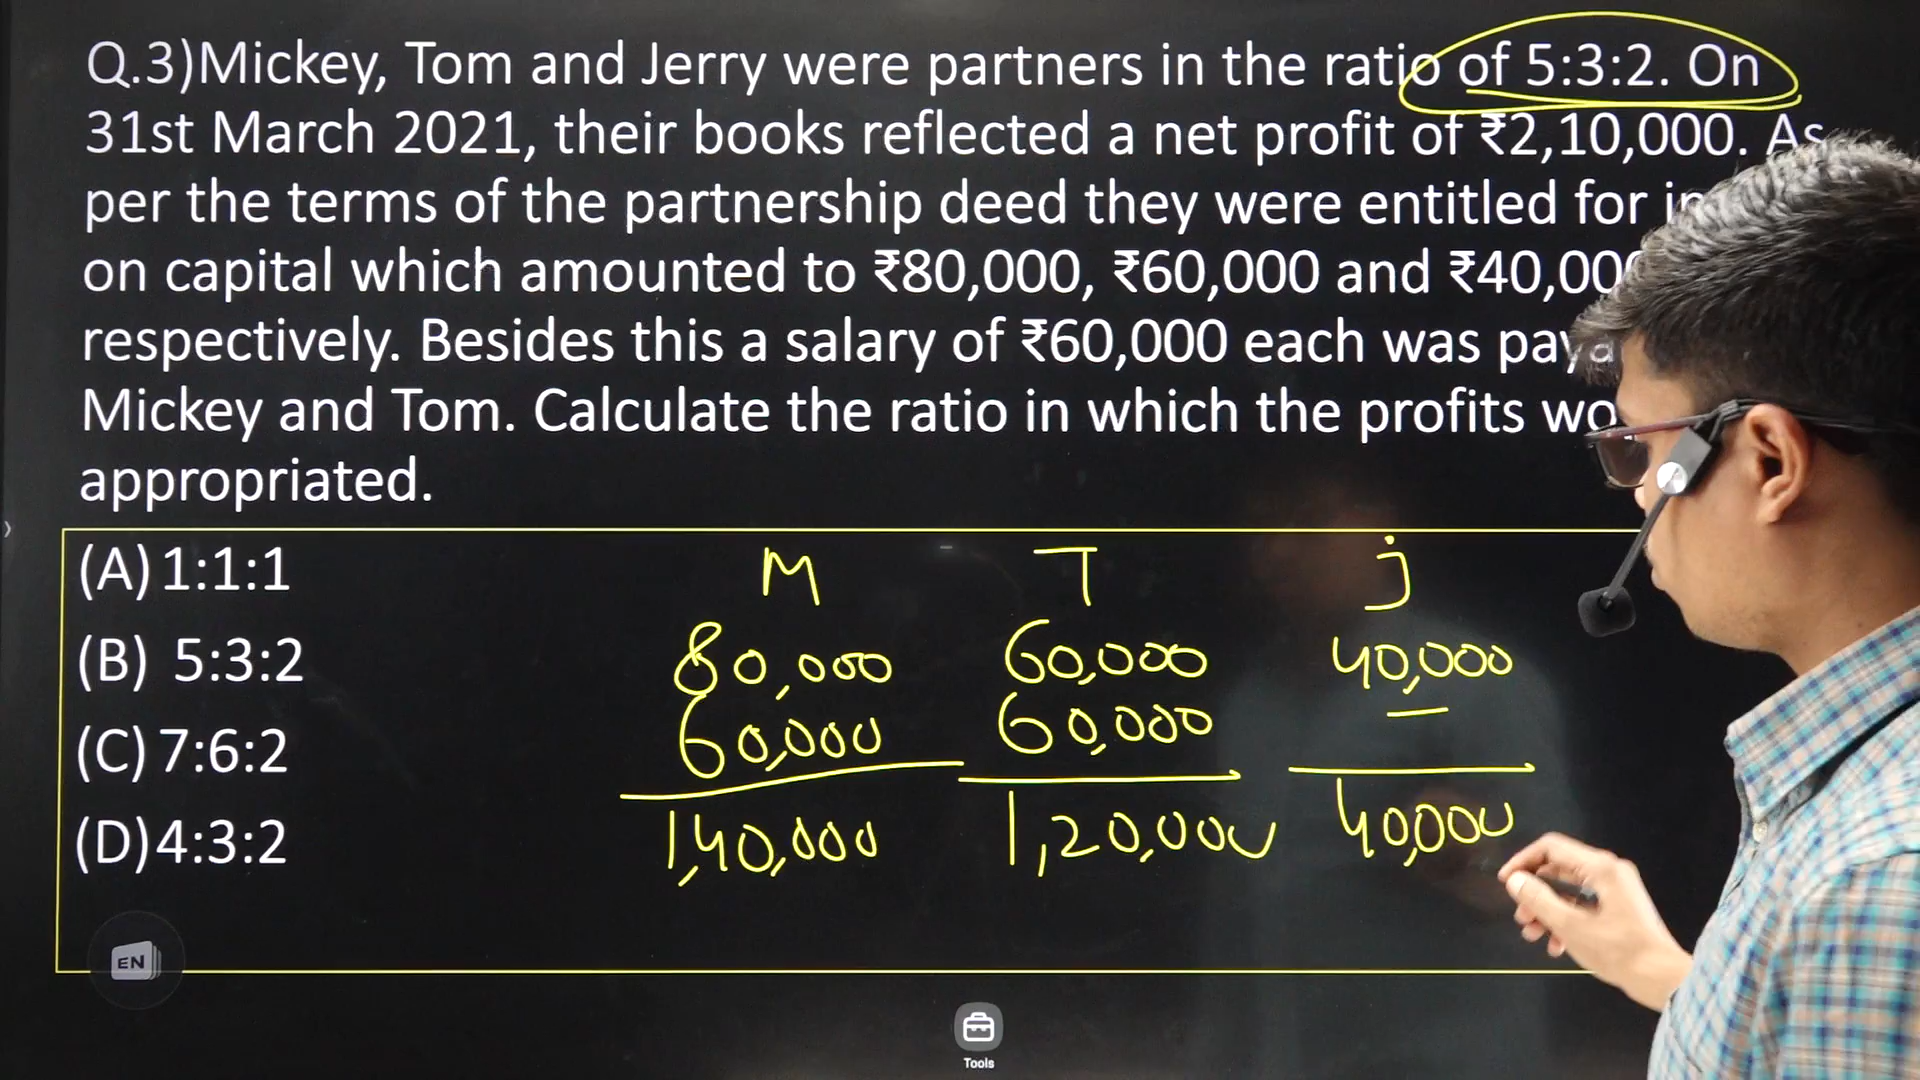 Q.3)Mickey, Tom and Jerry were partners in the ratio of 5:3:2. On
31st March 2021, their books reflected a net profit of ₹2,10,000. As
per the terms of the partnership deed they were entitled for
on capital which amounted to ₹80,000, ₹60,000 and ₹40,000
respectively. Besides this a salary of ₹60,000 each was
Mickey and Tom. Calculate the ratio in which the profits
appropriated.
(A) 1:1:1
(B) 5:3:2
(C) 7:6:2
(D) 4:3:2
M T J
80,000 60,000 40,000
60,000 60,000 —
1,40,000 1,20,000 40,000
EN
Tools